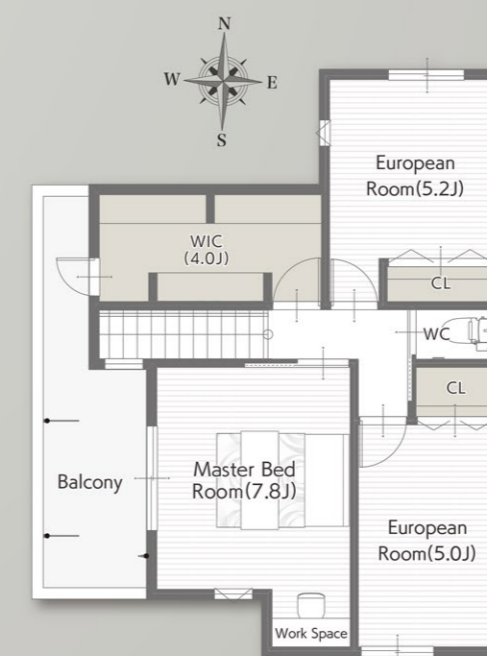 N
W
E
S
European
Room(5.2J)
WIC
(4.0J)
CL
WC
CL
Balcony
Master Bed
Room(7.8J)
European
Room(5.0J)
Work Space